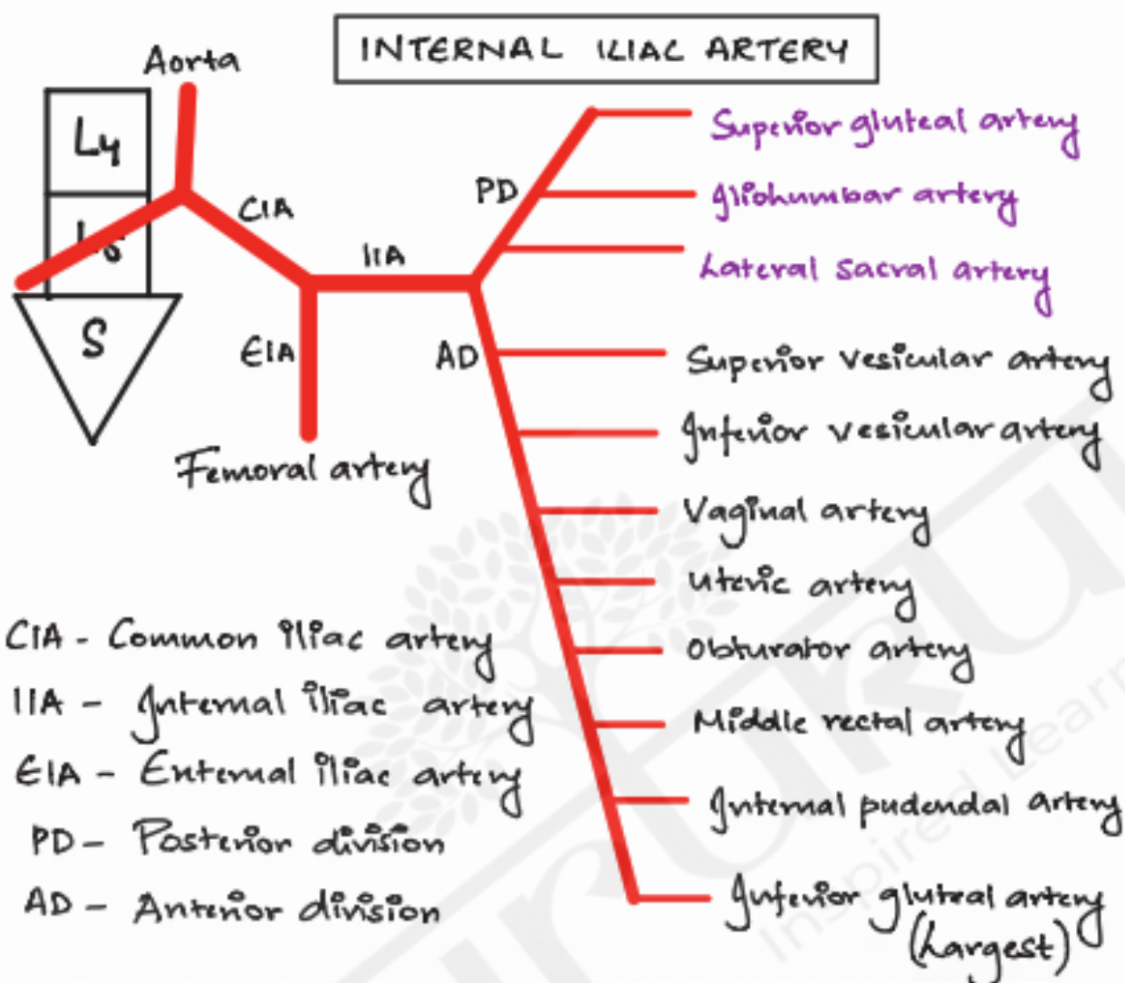 INTERNAL ILIAC ARTERY
Aorta
L4
L5
S
CIA
IIA
EIA
PD
AD
Femoral artery
Superior gluteal artery
Iliohumbar artery
Lateral sacral artery
Superior vesicular artery
Inferior vesicular artery
Vaginal artery
Uteric artery
Obturator artery
Middle rectal artery
Internal pudendal artery
Inferior gluteal artery
(Largest)
CIA - Common iliac artery
IIA - Internal iliac artery
EIA - External iliac artery
PD - Posterior division
AD - Anterior division
Inspired Learn